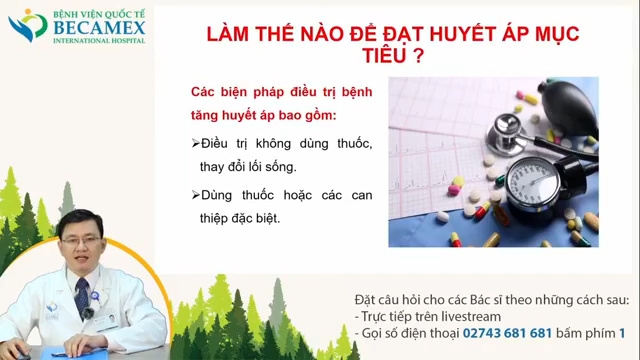 BỆNH VIỆN QUỐC TẾ
BECAMEX
INTERNATIONAL HOSPITAL
LÀM THẾ NÀO ĐỂ ĐẠT HUYẾT ÁP MỤC
TIÊU ?
Các biện pháp điều trị bệnh
tăng huyết áp bao gồm:
➢Điều trị không dùng thuốc,
thay đổi lối sống.
➢Dùng thuốc hoặc các can
thiệp đặc biệt.
Đặt câu hỏi cho các Bác sĩ theo những cách sau:
- Trực tiếp trên livestream
- Gọi số điện thoại 02743 681 681 bấm phím 1